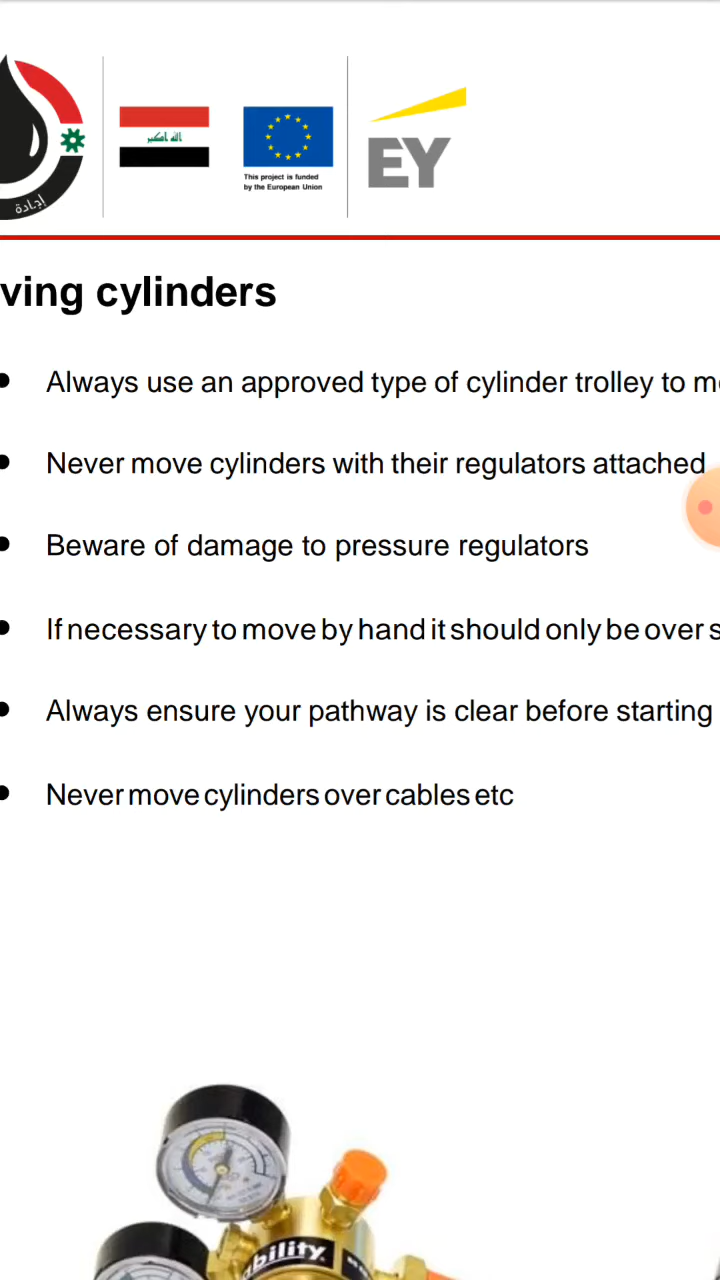 إجادة
الله اكبر
This project is funded
by the European Union
EY
ving cylinders
Always use an approved type of cylinder trolley to m
Never move cylinders with their regulators attached
Beware of damage to pressure regulators
If necessary to move by hand it should only be over s
Always ensure your pathway is clear before starting
Never move cylinders over cables etc
bility